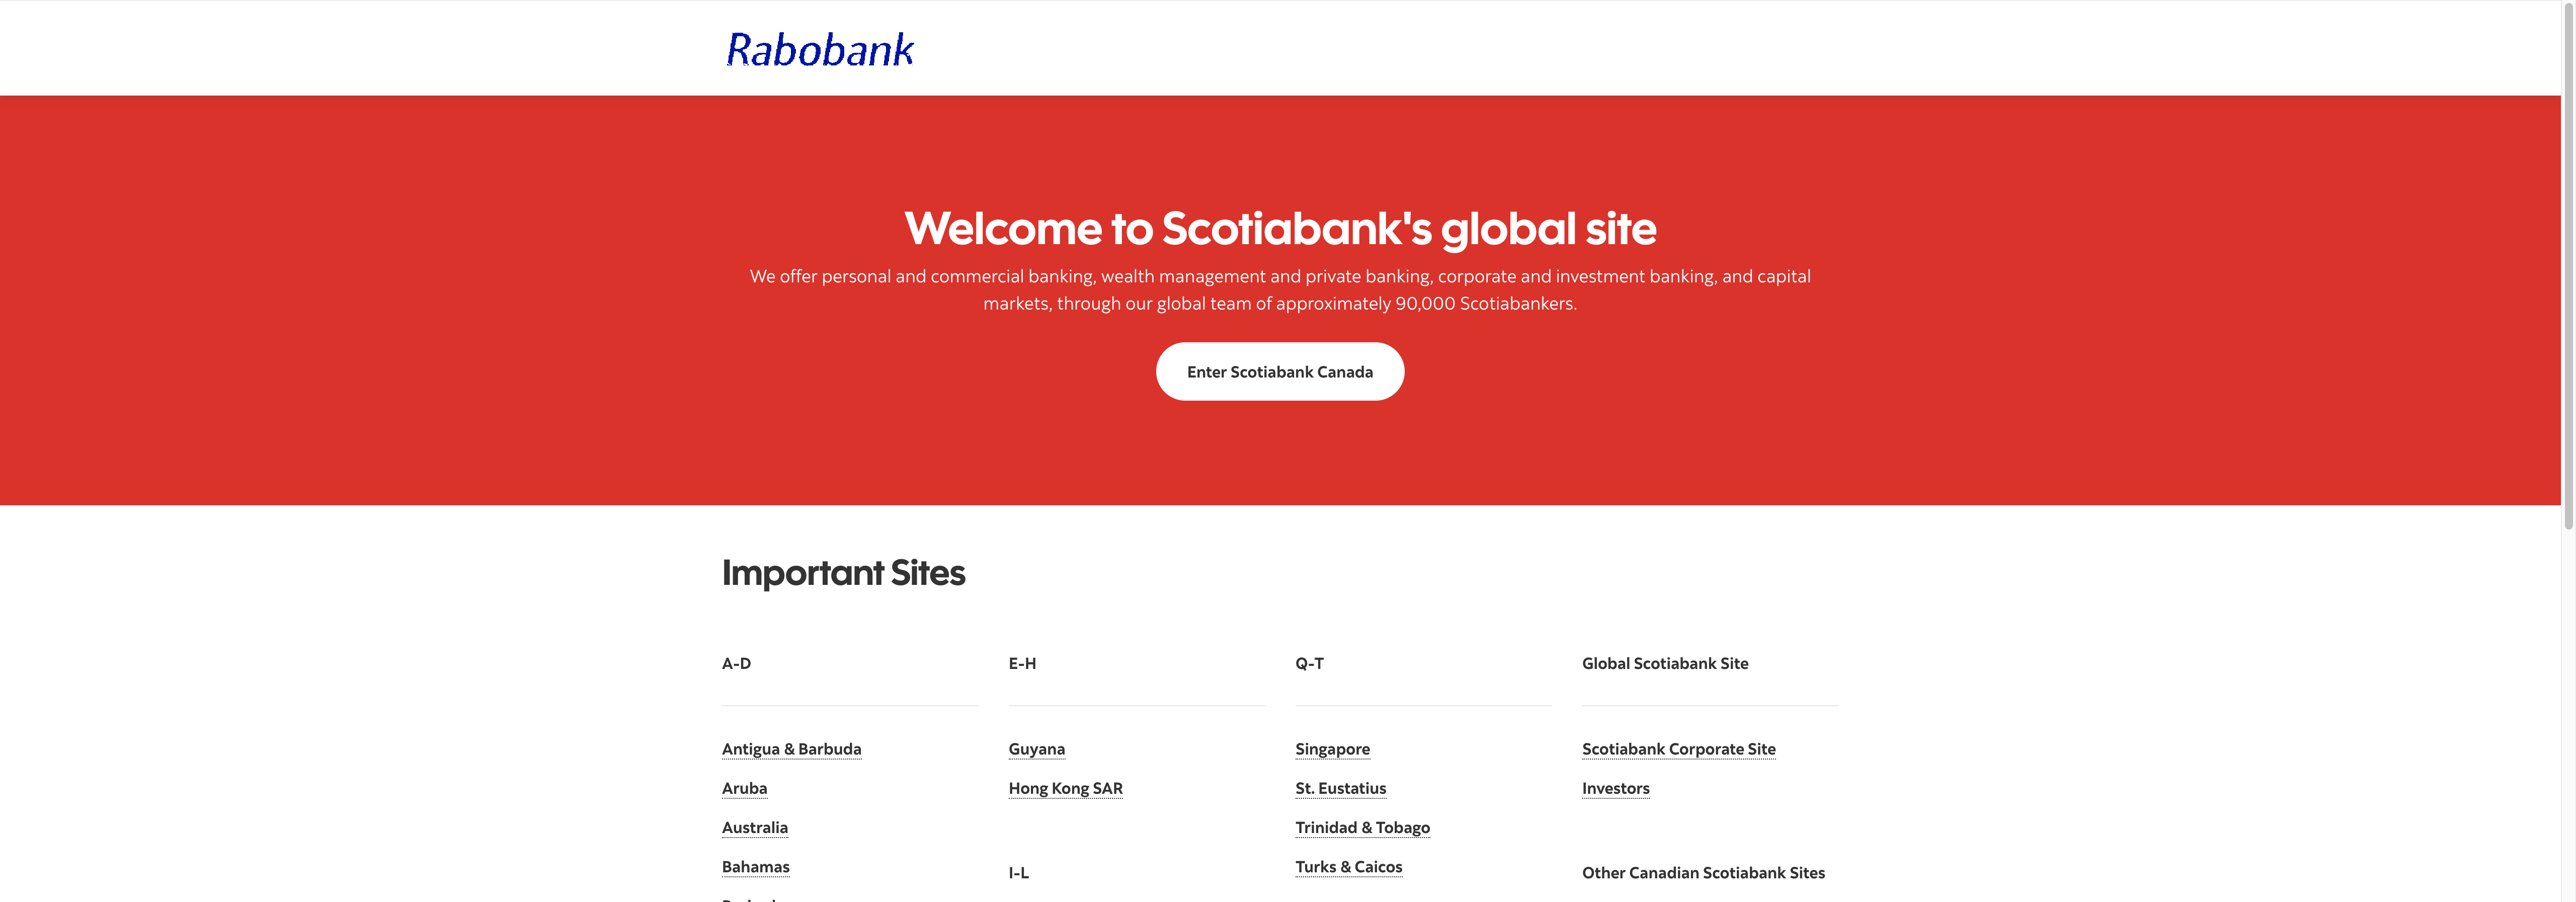 Rabobank
Welcome to Scotiabank's global site
We offer personal and commercial banking, wealth management and private banking, corporate and investment banking, and capital
markets, through our global team of approximately 90,000 Scotiabankers.
Enter Scotiabank Canada
Important Sites
A-D
Antigua & Barbuda
Aruba
Australia
Bahamas
E-H
Guyana
Hong Kong SAR
I-L
Q-T
Singapore
St. Eustatius
Trinidad & Tobago
Turks & Caicos
Global Scotiabank Site
Scotiabank Corporate Site
Investors
Other Canadian Scotiabank Sites